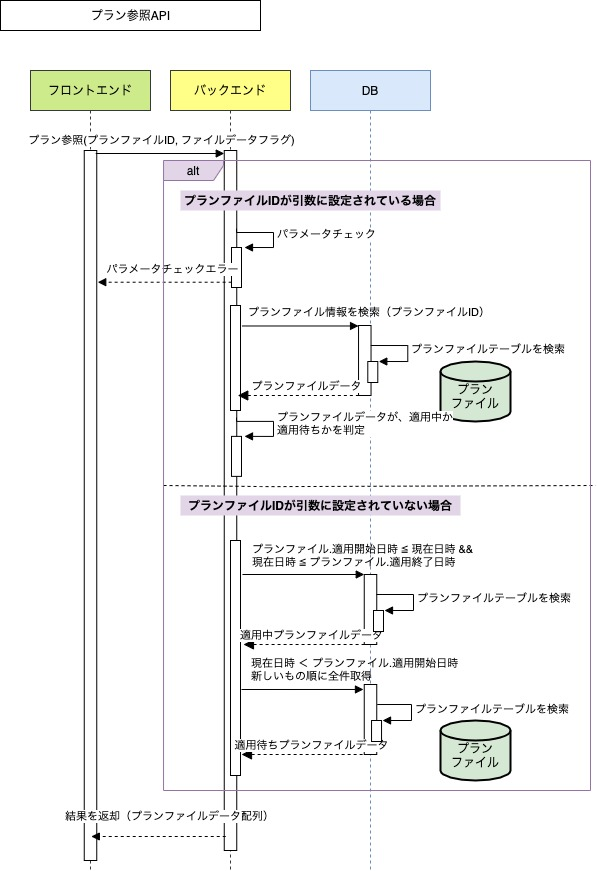 プラン参照API
フロントエンド
バックエンド
DB
プラン参照(プランファイルID, ファイルデータフラグ)
alt
プランファイルIDが引数に設定されている場合
パラメータチェック
パラメータチェックエラー
プランファイル情報を検索（プランファイルID）
プランファイルテーブルを検索
プランファイルデータ
プラン
ファイル
プランファイルデータが、適用中か
適用待ちかを判定
プランファイルIDが引数に設定されていない場合
プランファイル.適用開始日時 ≦ 現在日時 &&
現在日時 ≦ プランファイル.適用終了日時
プランファイルテーブルを検索
適用中プランファイルデータ
現在日時 ＜ プランファイル.適用開始日時
新しいもの順に全件取得
プランファイルテーブルを検索
適用待ちプランファイルデータ
プラン
ファイル
結果を返却（プランファイルデータ配列）